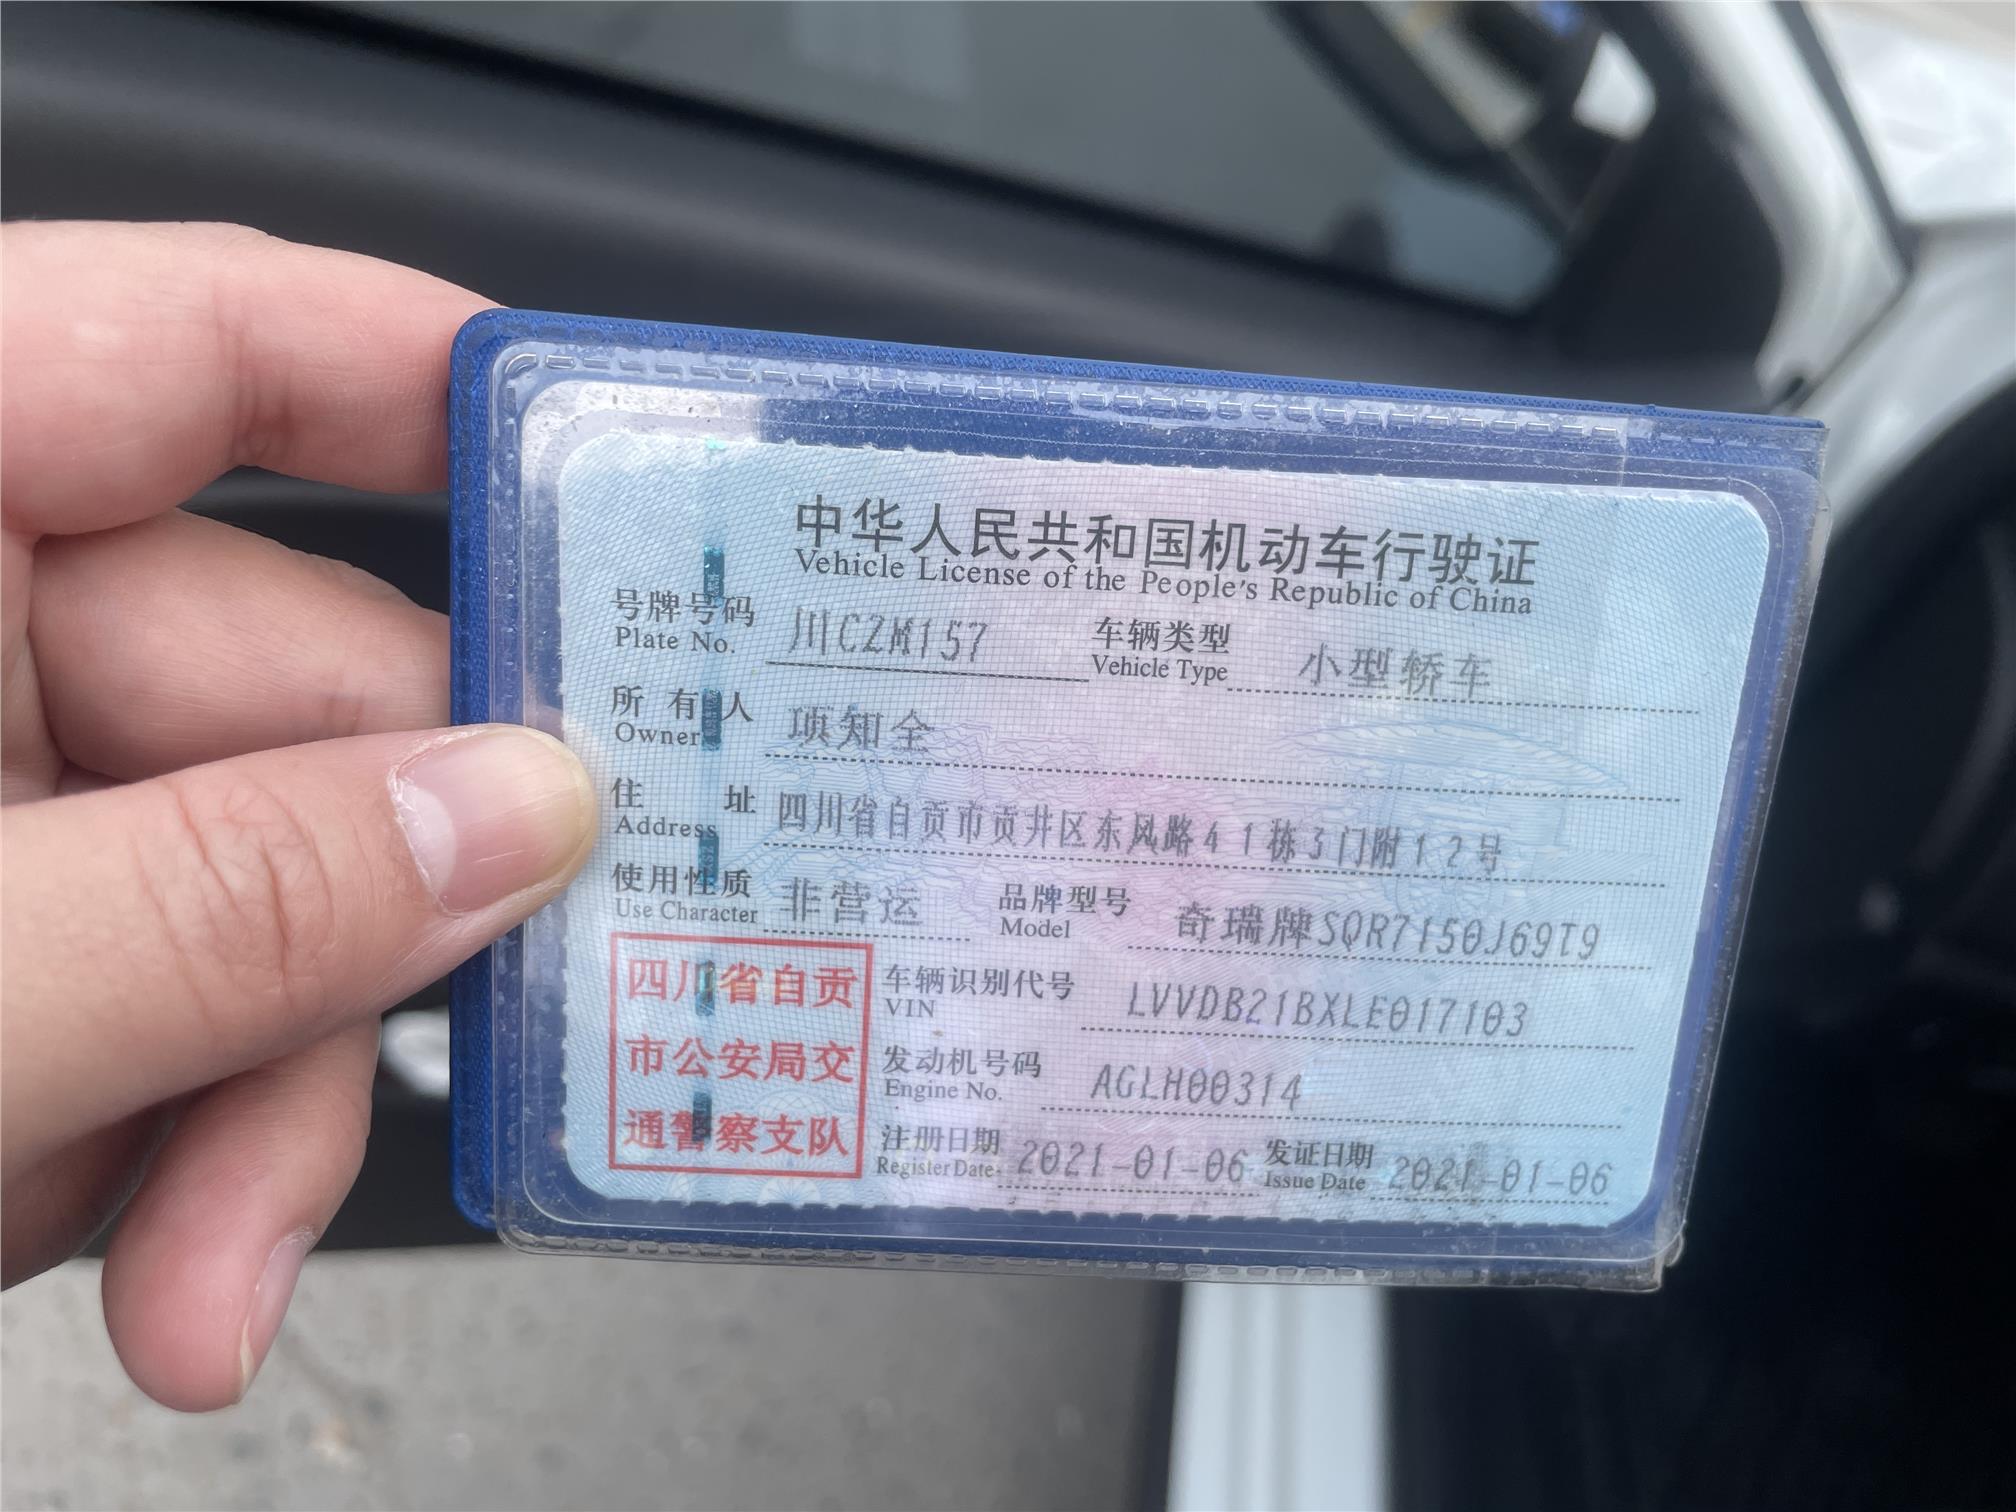 中华人民共和国机动车行驶证
Vehicle License of the People's Republic of China
号牌号码 川CZM157 车辆类型 小型轿车
Plate No. Vehicle Type
所有人 项知全
Owner
住址 四川省自贡市贡井区东风路41栋3门附12号
Address
使用性质 非营运 品牌型号 奇瑞牌SQR7150J69T9
Use Character Model
四川省自贡
市公安局交
通警察支队
车辆识别代号 LVVDB21BXLE017103
VIN
发动机号码 AGLH00314
Engine No.
注册日期 2021-01-06 发证日期 2021-01-06
Register Date Issue Date